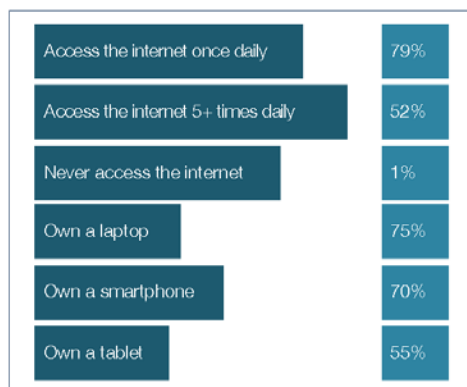 Access the internet once daily 79%
Access the internet 5+ times daily 52%
Never access the internet 1%
Own a laptop 75%
Own a smartphone 70%
Own a tablet 55%